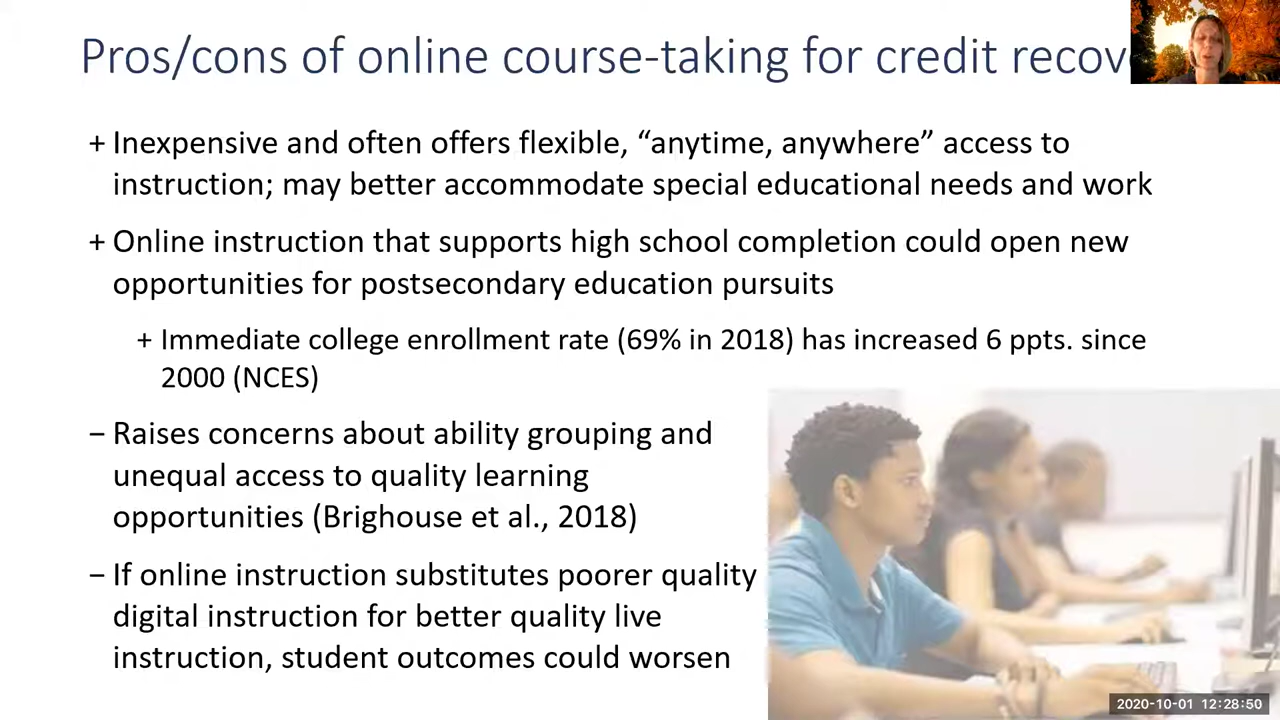 Pros/cons of online course-taking for credit recov
+ Inexpensive and often offers flexible, “anytime, anywhere” access to
instruction; may better accommodate special educational needs and work
+ Online instruction that supports high school completion could open new
opportunities for postsecondary education pursuits
+ Immediate college enrollment rate (69% in 2018) has increased 6 ppts. since
2000 (NCES)
− Raises concerns about ability grouping and
unequal access to quality learning
opportunities (Brighouse et al., 2018)
− If online instruction substitutes poorer quality
digital instruction for better quality live
instruction, student outcomes could worsen
2020-10-01 12:28:50